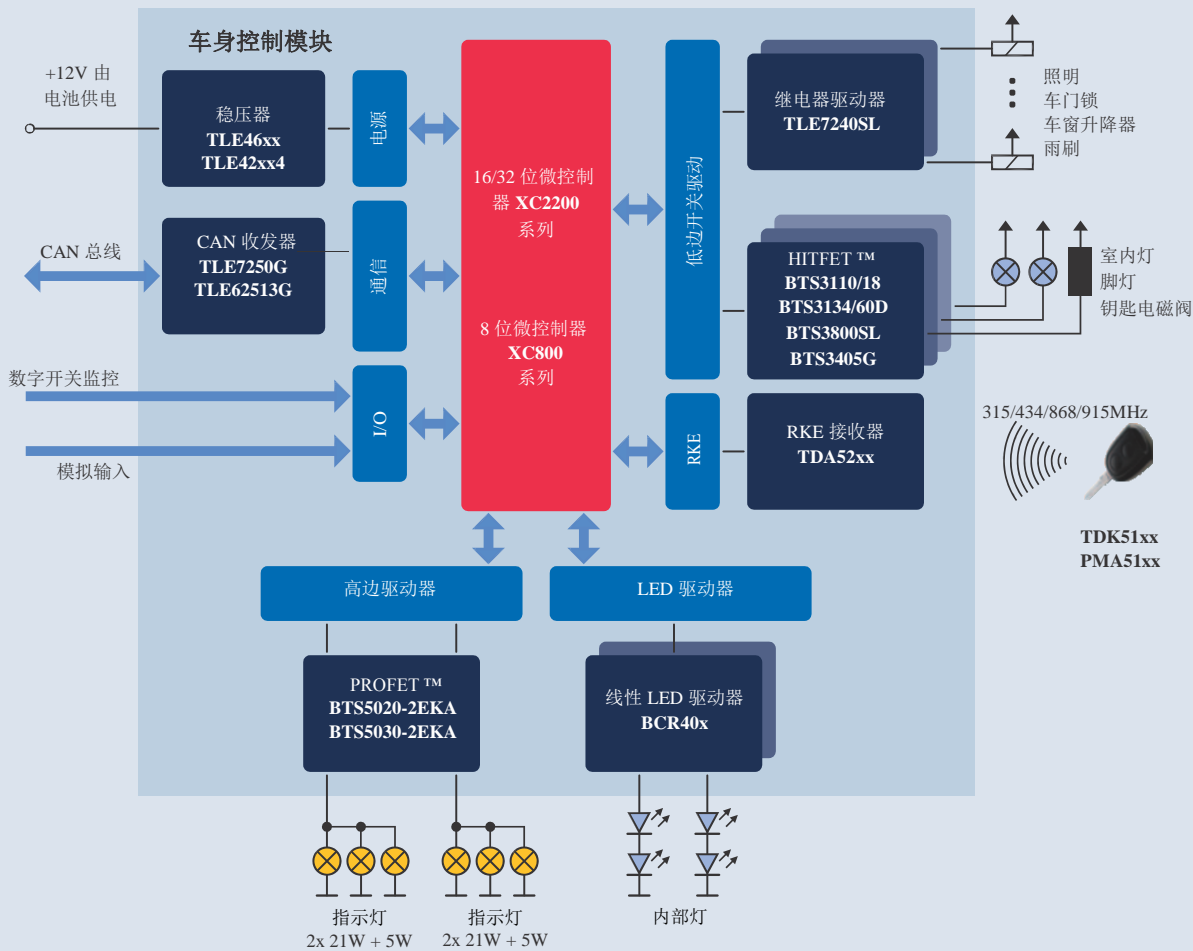 车身控制模块
+12V 由
电池供电
稳压器
TLE46xx
TLE42xx4
电源
CAN 总线
CAN 收发器
TLE7250G
TLE62513G
通信
数字开关监控
模拟输入
I/O
16/32 位微控制
器 XC2200
系列
8 位微控制器
XC800
系列
低边开关驱动
继电器驱动器
TLE7240SL
照明
车门锁
车窗升降器
雨刷
HITFET ™
BTS3110/18
BTS3134/60D
BTS3800SL
BTS3405G
室内灯
脚灯
钥匙电磁阀
RKE
RKE 接收器
TDA52xx
315/434/868/915MHz
TDK51xx
PMA51xx
高边驱动器
LED 驱动器
PROFET ™
BTS5020-2EKA
BTS5030-2EKA
线性 LED 驱动器
BCR40x
指示灯
2x 21W + 5W
指示灯
2x 21W + 5W
内部灯